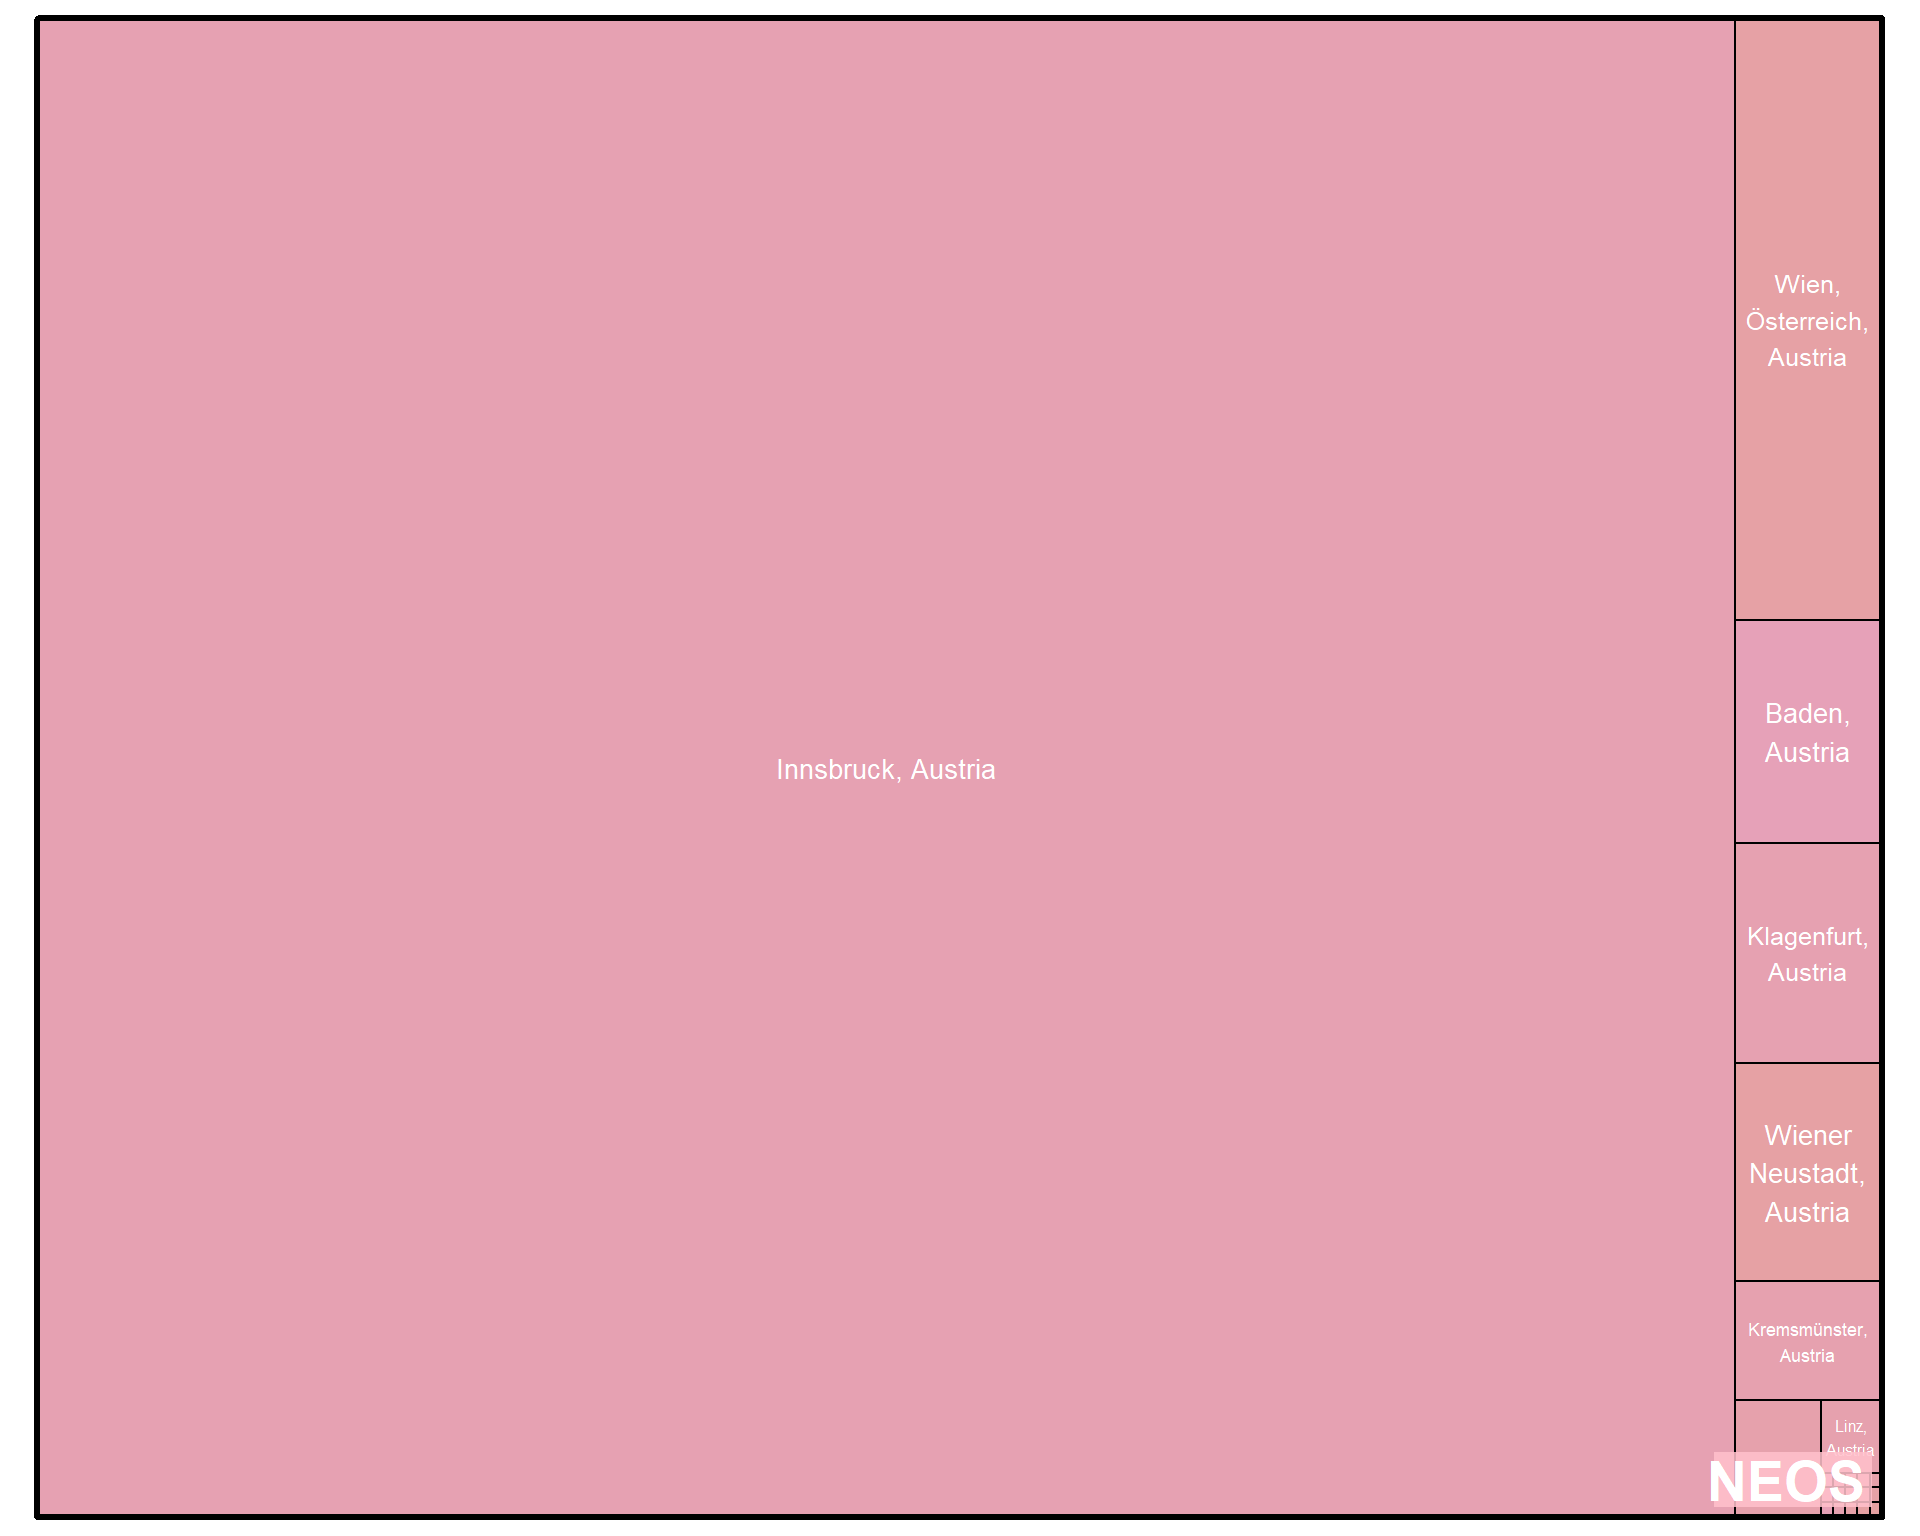 Innsbruck, Austria
Wien,
Österreich,
Austria
Baden,
Austria
Klagenfurt,
Austria
Wiener
Neustadt,
Austria
Kremsmünster,
Austria
Linz,
Austria
NEOS